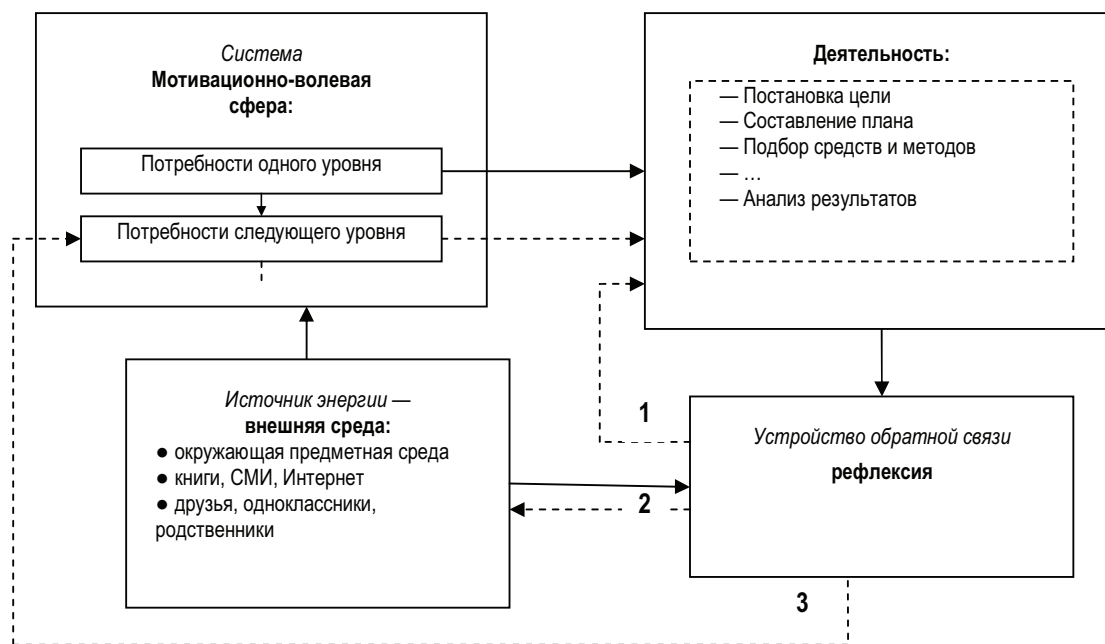 Система
Мотивационно-волевая
сфера:
Потребности одного уровня
Потребности следующего уровня
Деятельность:
— Постановка цели
— Составление плана
— Подбор средств и методов
— …
— Анализ результатов
Источник энергии —
внешняя среда:
● окружающая предметная среда
● книги, СМИ, Интернет
● друья, одноклассники,
родственники
1
2
3
Устройство обратной связи
рефлексия